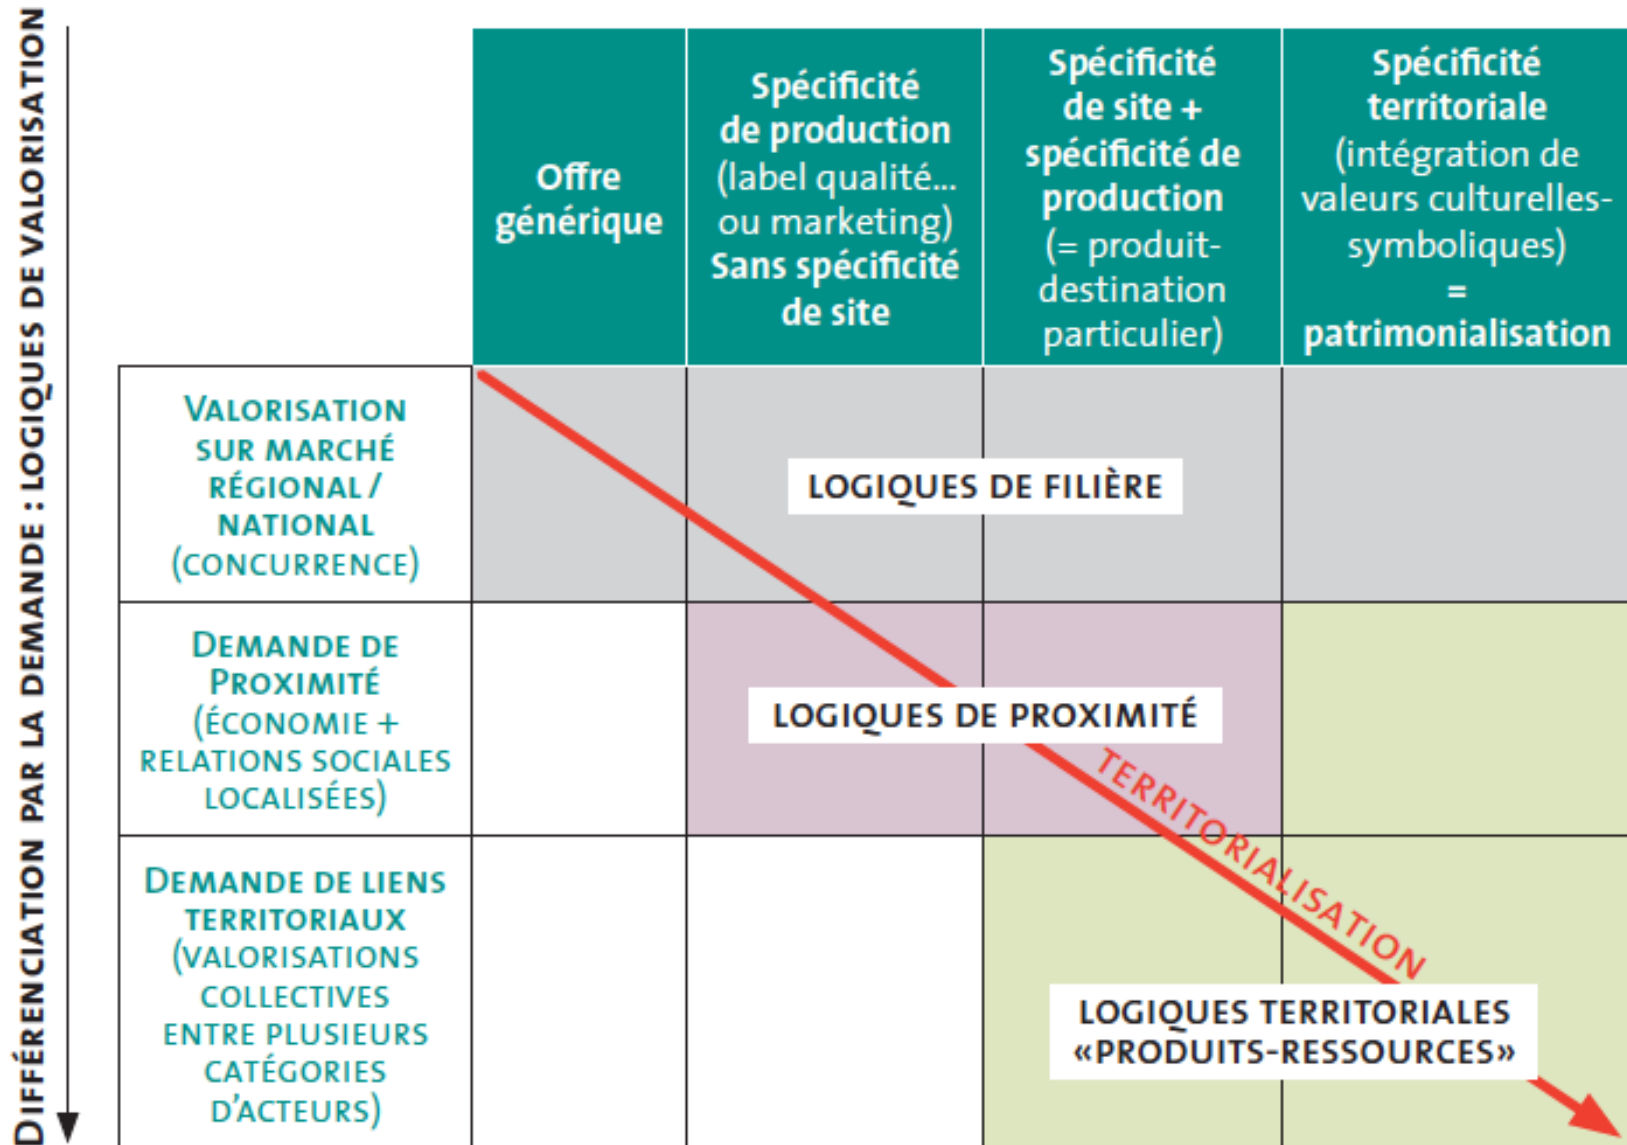 DIFFÉRENCIATION PAR LA DEMANDE : LOGIQUES DE VALORISATION
Offre
générique
Spécificité
de production
(label qualité...
ou marketing)
Sans spécificité
de site
Spécificité
de site +
spécificité de
production
(= produit-
destination
particulier)
Spécificité
territoriale
(intégration de
valeurs culturelles-
symboliques)
=
patrimonialisation
VALORISATION
SUR MARCHÉ
RÉGIONAL /
NATIONAL
(CONCURRENCE)
LOGIQUES DE FILIÈRE
DEMANDE DE
PROXIMITÉ
(ÉCONOMIE +
RELATIONS SOCIALES
LOCALISÉES)
LOGIQUES DE PROXIMITÉ
TERRITORIALISATION
DEMANDE DE LIENS
TERRITORIAUX
(VALORISATIONS
COLLECTIVES
ENTRE PLUSIEURS
CATÉGORIES
D'ACTEURS)
LOGIQUES TERRITORIALES
«PRODUITS-RESSOURCES»